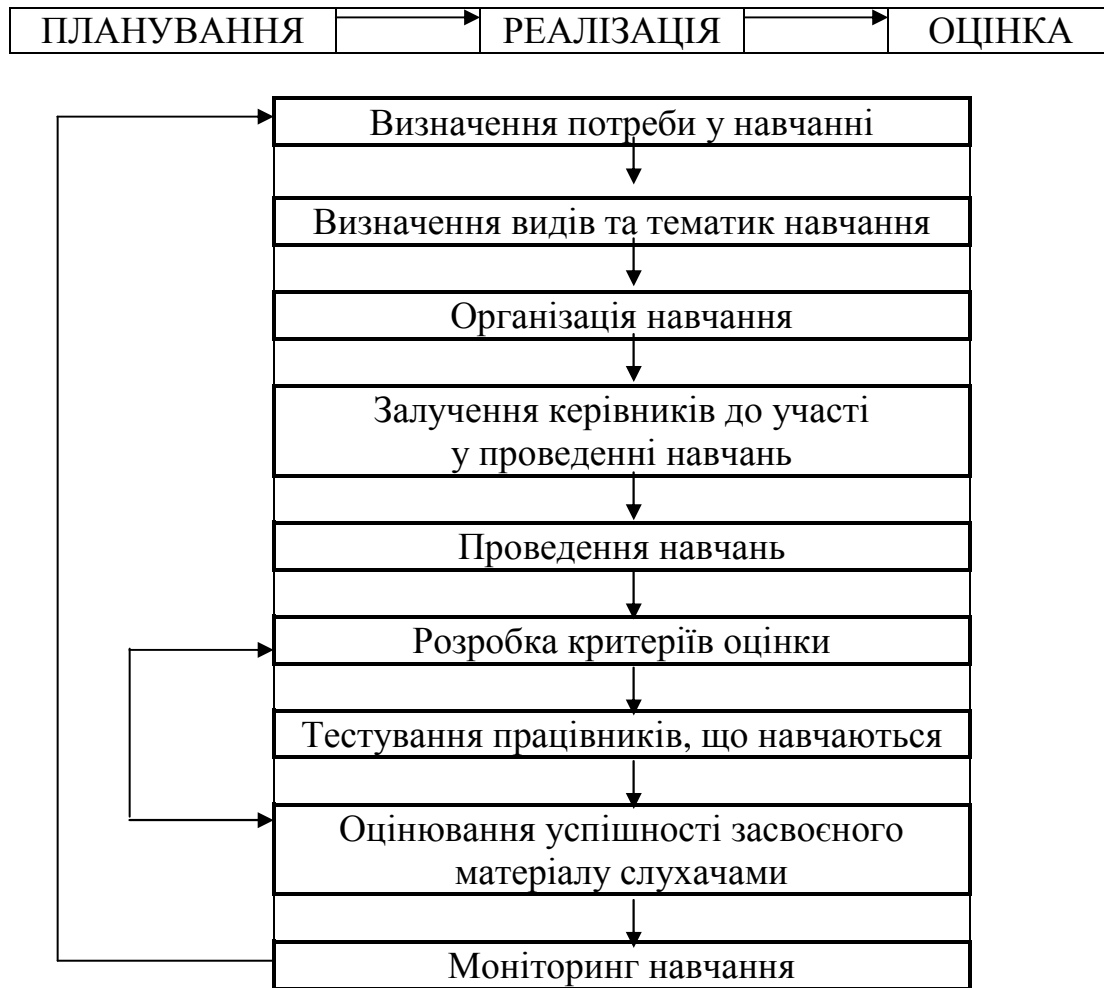 ПЛАНУВАННЯ РЕАЛІЗАЦІЯ ОЦІНКА
Визначення потреби у навчанні
Визначення видів та тематик навчання
Організація навчання
Залучення керівників до участі
у проведенні навчань
Проведення навчань
Розробка критеріїв оцінки
Тестування працівників, що навчаються
Оцінювання успішності засвоєного
матеріалу слухачами
Моніторинг навчання